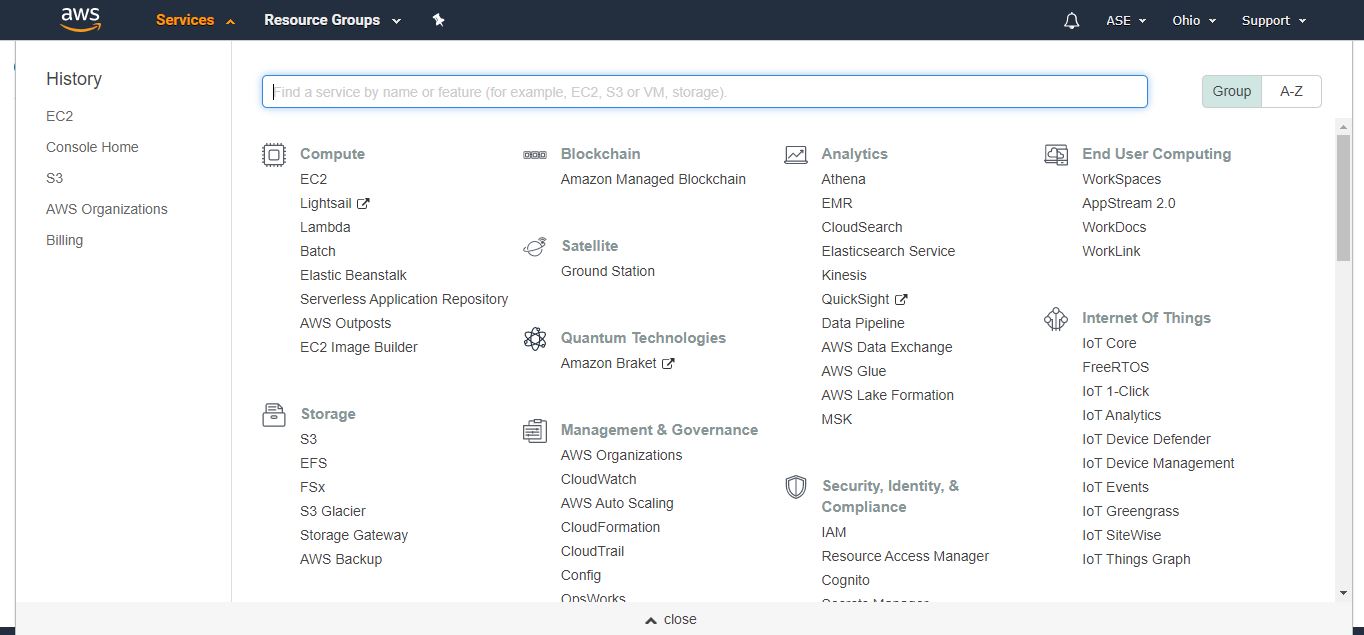 aws
Services
Resource Groups
ASE
Ohio
Support
History
EC2
Console Home
S3
AWS Organizations
Billing
Find a service by name or feature (for example, EC2, S3 or VM, storage).
Group
A-Z
Compute
EC2
Lightsail
Lambda
Batch
Elastic Beanstalk
Serverless Application Repository
AWS Outposts
EC2 Image Builder
Storage
S3
EFS
FSx
S3 Glacier
Storage Gateway
AWS Backup
Blockchain
Amazon Managed Blockchain
Satellite
Ground Station
Quantum Technologies
Amazon Braket
Management & Governance
AWS Organizations
CloudWatch
AWS Auto Scaling
CloudFormation
CloudTrail
Config
OpsWorks
Analytics
Athena
EMR
CloudSearch
Elasticsearch Service
Kinesis
QuickSight
Data Pipeline
AWS Data Exchange
AWS Glue
AWS Lake Formation
MSK
Security, Identity, &
Compliance
IAM
Resource Access Manager
Cognito
Secrets Manager
End User Computing
WorkSpaces
AppStream 2.0
WorkDocs
WorkLink
Internet Of Things
IoT Core
FreeRTOS
IoT 1-Click
IoT Analytics
IoT Device Defender
IoT Device Management
IoT Events
IoT Greengrass
IoT SiteWise
IoT Things Graph
close